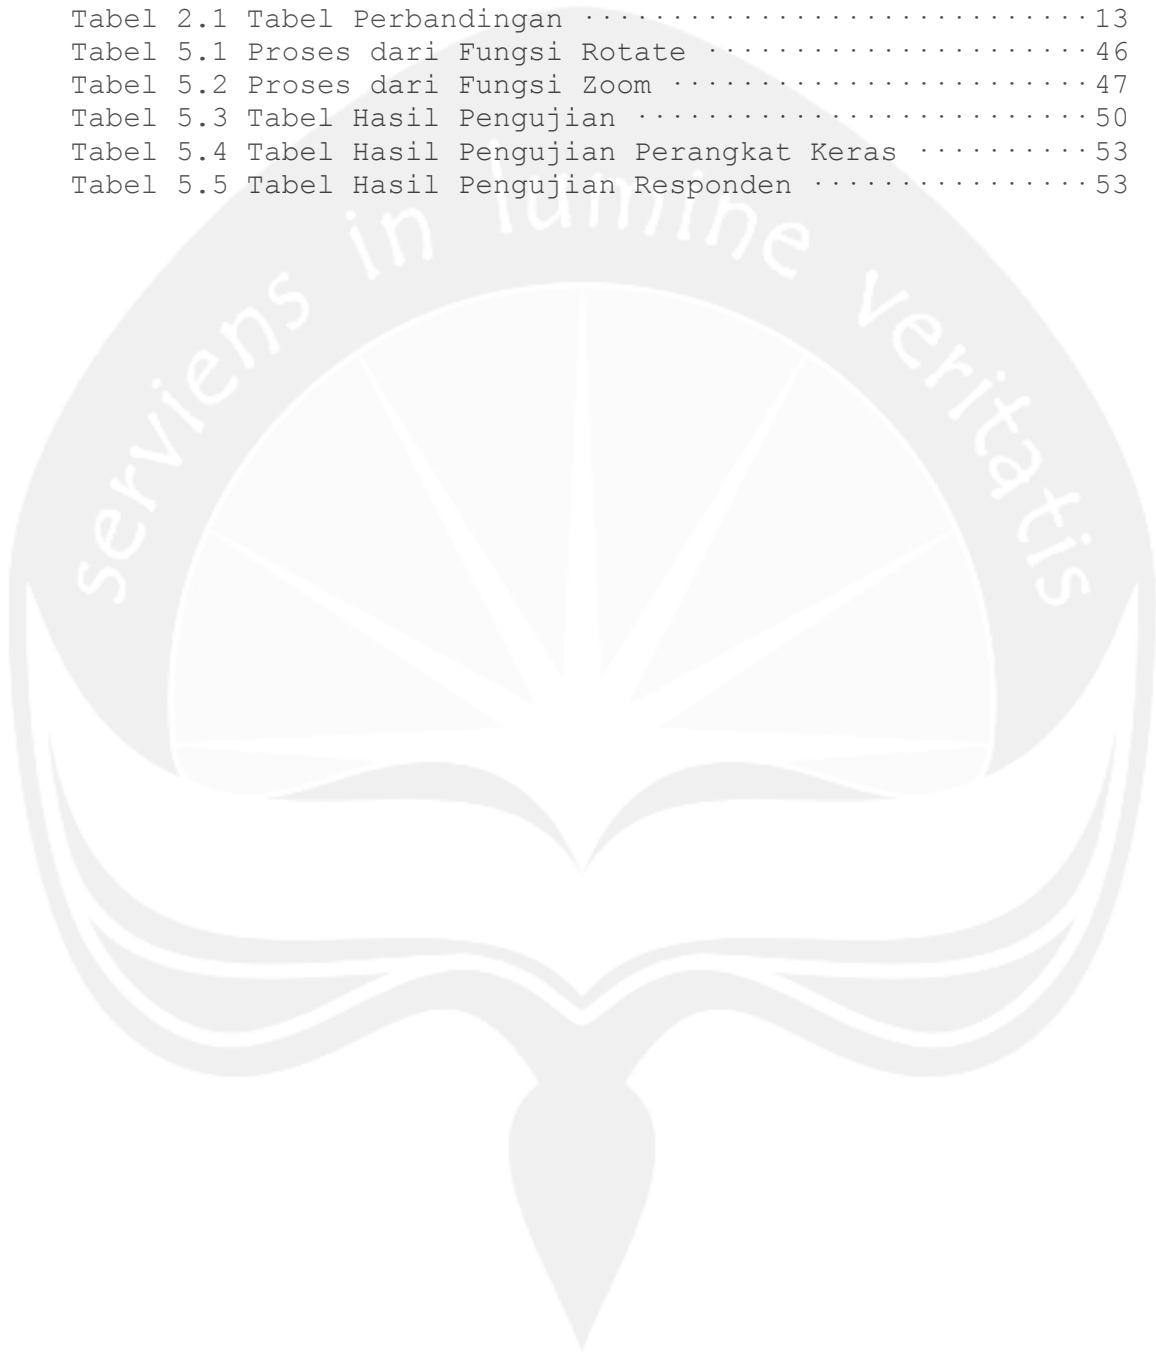 Tabel 2.1 Tabel Perbandingan ····························13
Tabel 5.1 Proses dari Fungsi Rotate ······················46
Tabel 5.2 Proses dari Fungsi Zoom ························47
Tabel 5.3 Tabel Hasil Pengujian ··························50
Tabel 5.4 Tabel Hasil Pengujian Perangkat Keras ··········53
Tabel 5.5 Tabel Hasil Pengujian Responden ················53
serviens in lumine veritatis